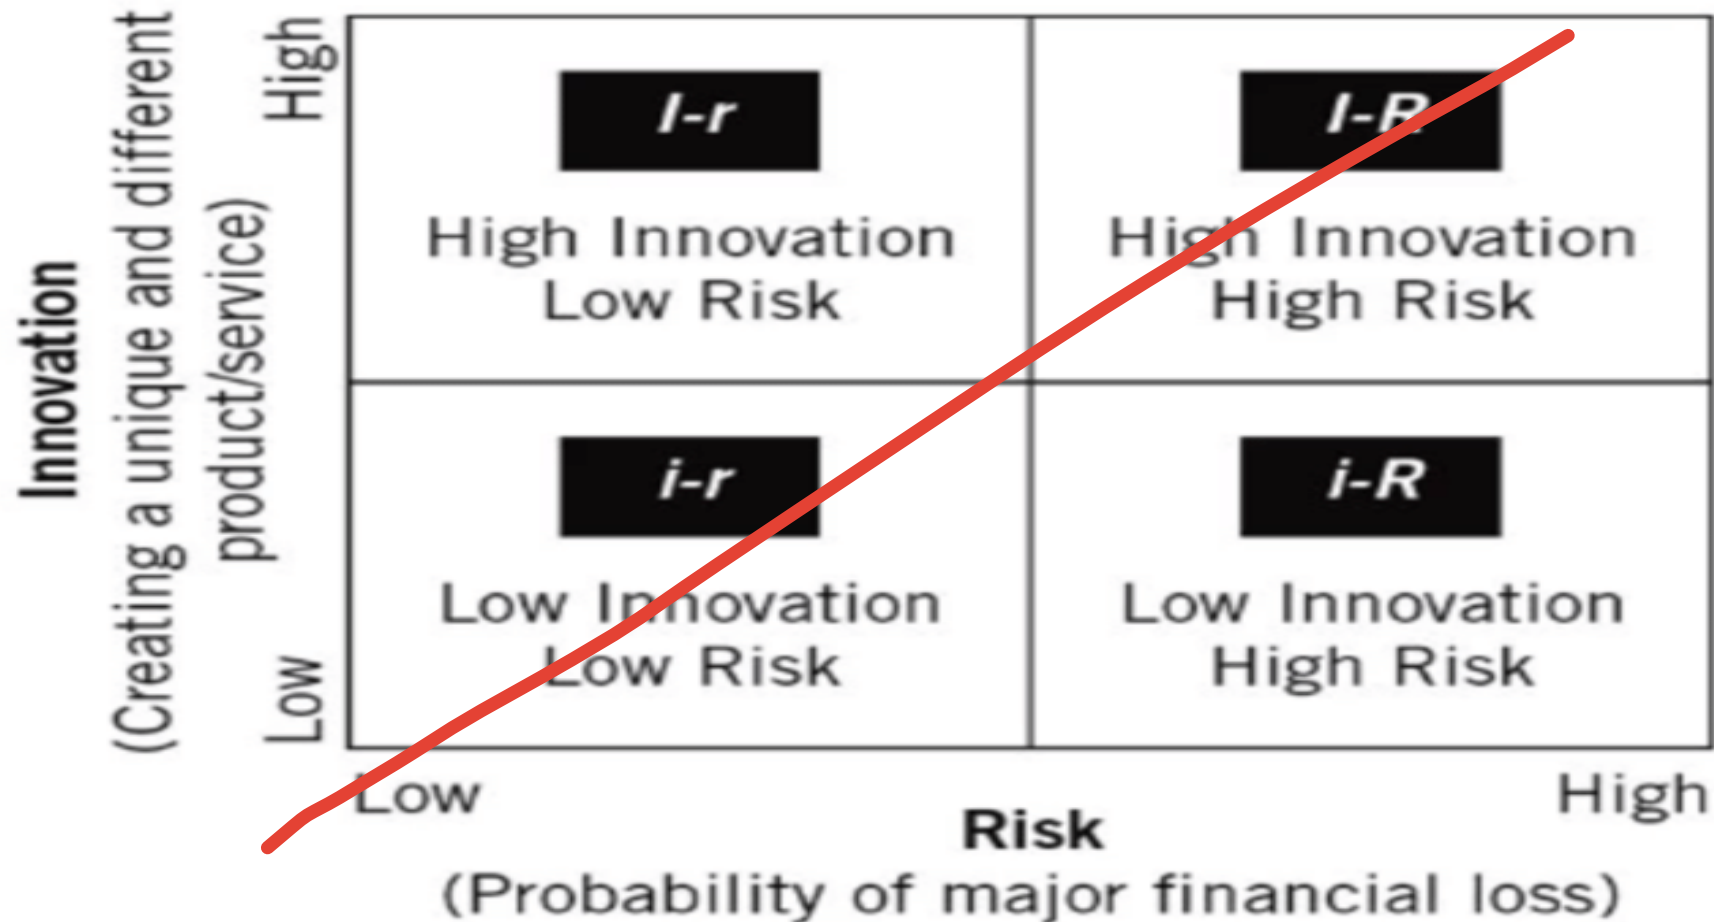 Innovation
(Creating a unique and different
product/service)
High
Low
I-r
High Innovation
Low Risk
I-R
High Innovation
High Risk
i-r
Low Innovation
Low Risk
i-R
Low Innovation
High Risk
Low
High
Risk
(Probability of major financial loss)